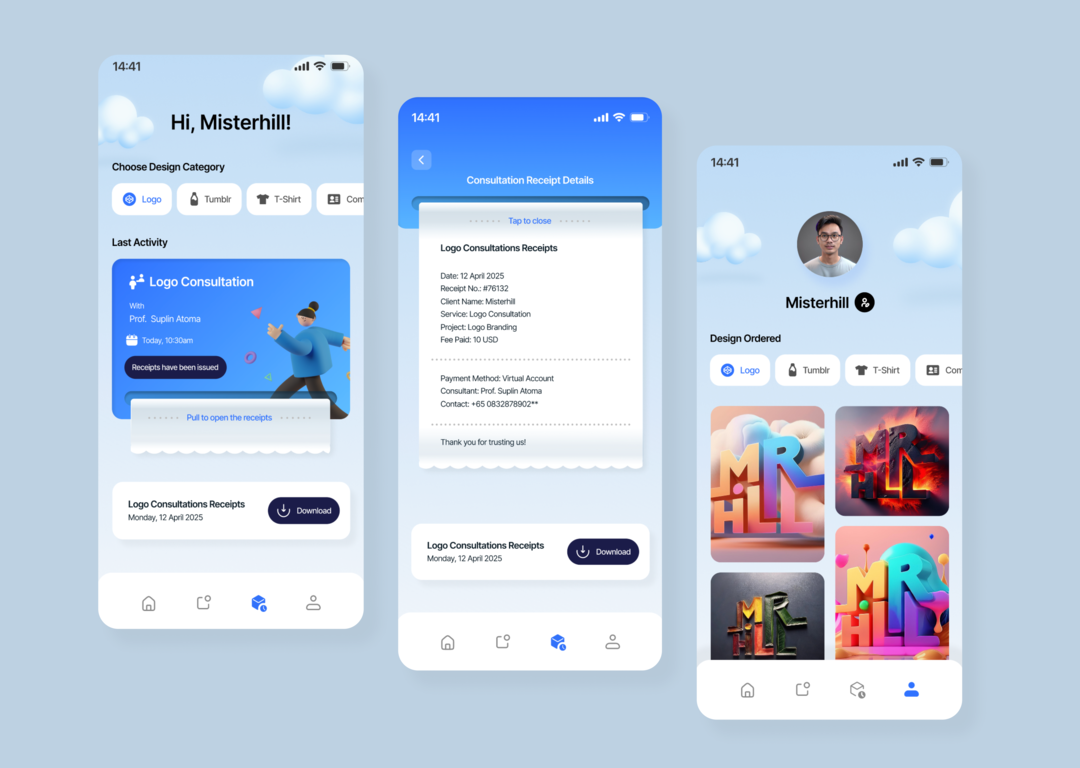 14:41
Hi, Misterhill!
Choose Design Category
Logo
Tumblr
T-Shirt
Com
Last Activity
Logo Consultation
With
Prof. Suplin Atoma
Today, 10:30am
Receipts have been issued
Pull to open the receipts
Logo Consultations Receipts
Monday, 12 April 2025
Download
14:41
Consultation Receipt Details
Tap to close
Logo Consultations Receipts
Date: 12 April 2025
Receipt No.: #76132
Client Name: Misterhill
Service: Logo Consultation
Project: Logo Branding
Fee Paid: 10 USD
Payment Method: Virtual Account
Consultant: Prof. Suplin Atoma
Contact: +65 0832878902**
Thank you for trusting us!
Logo Consultations Receipts
Monday, 12 April 2025
Download
14:41
Misterhill
Design Ordered
Logo
Tumblr
T-Shirt
Com
MR
HILL
MR
HILL
MR
HILL
MR
HILL